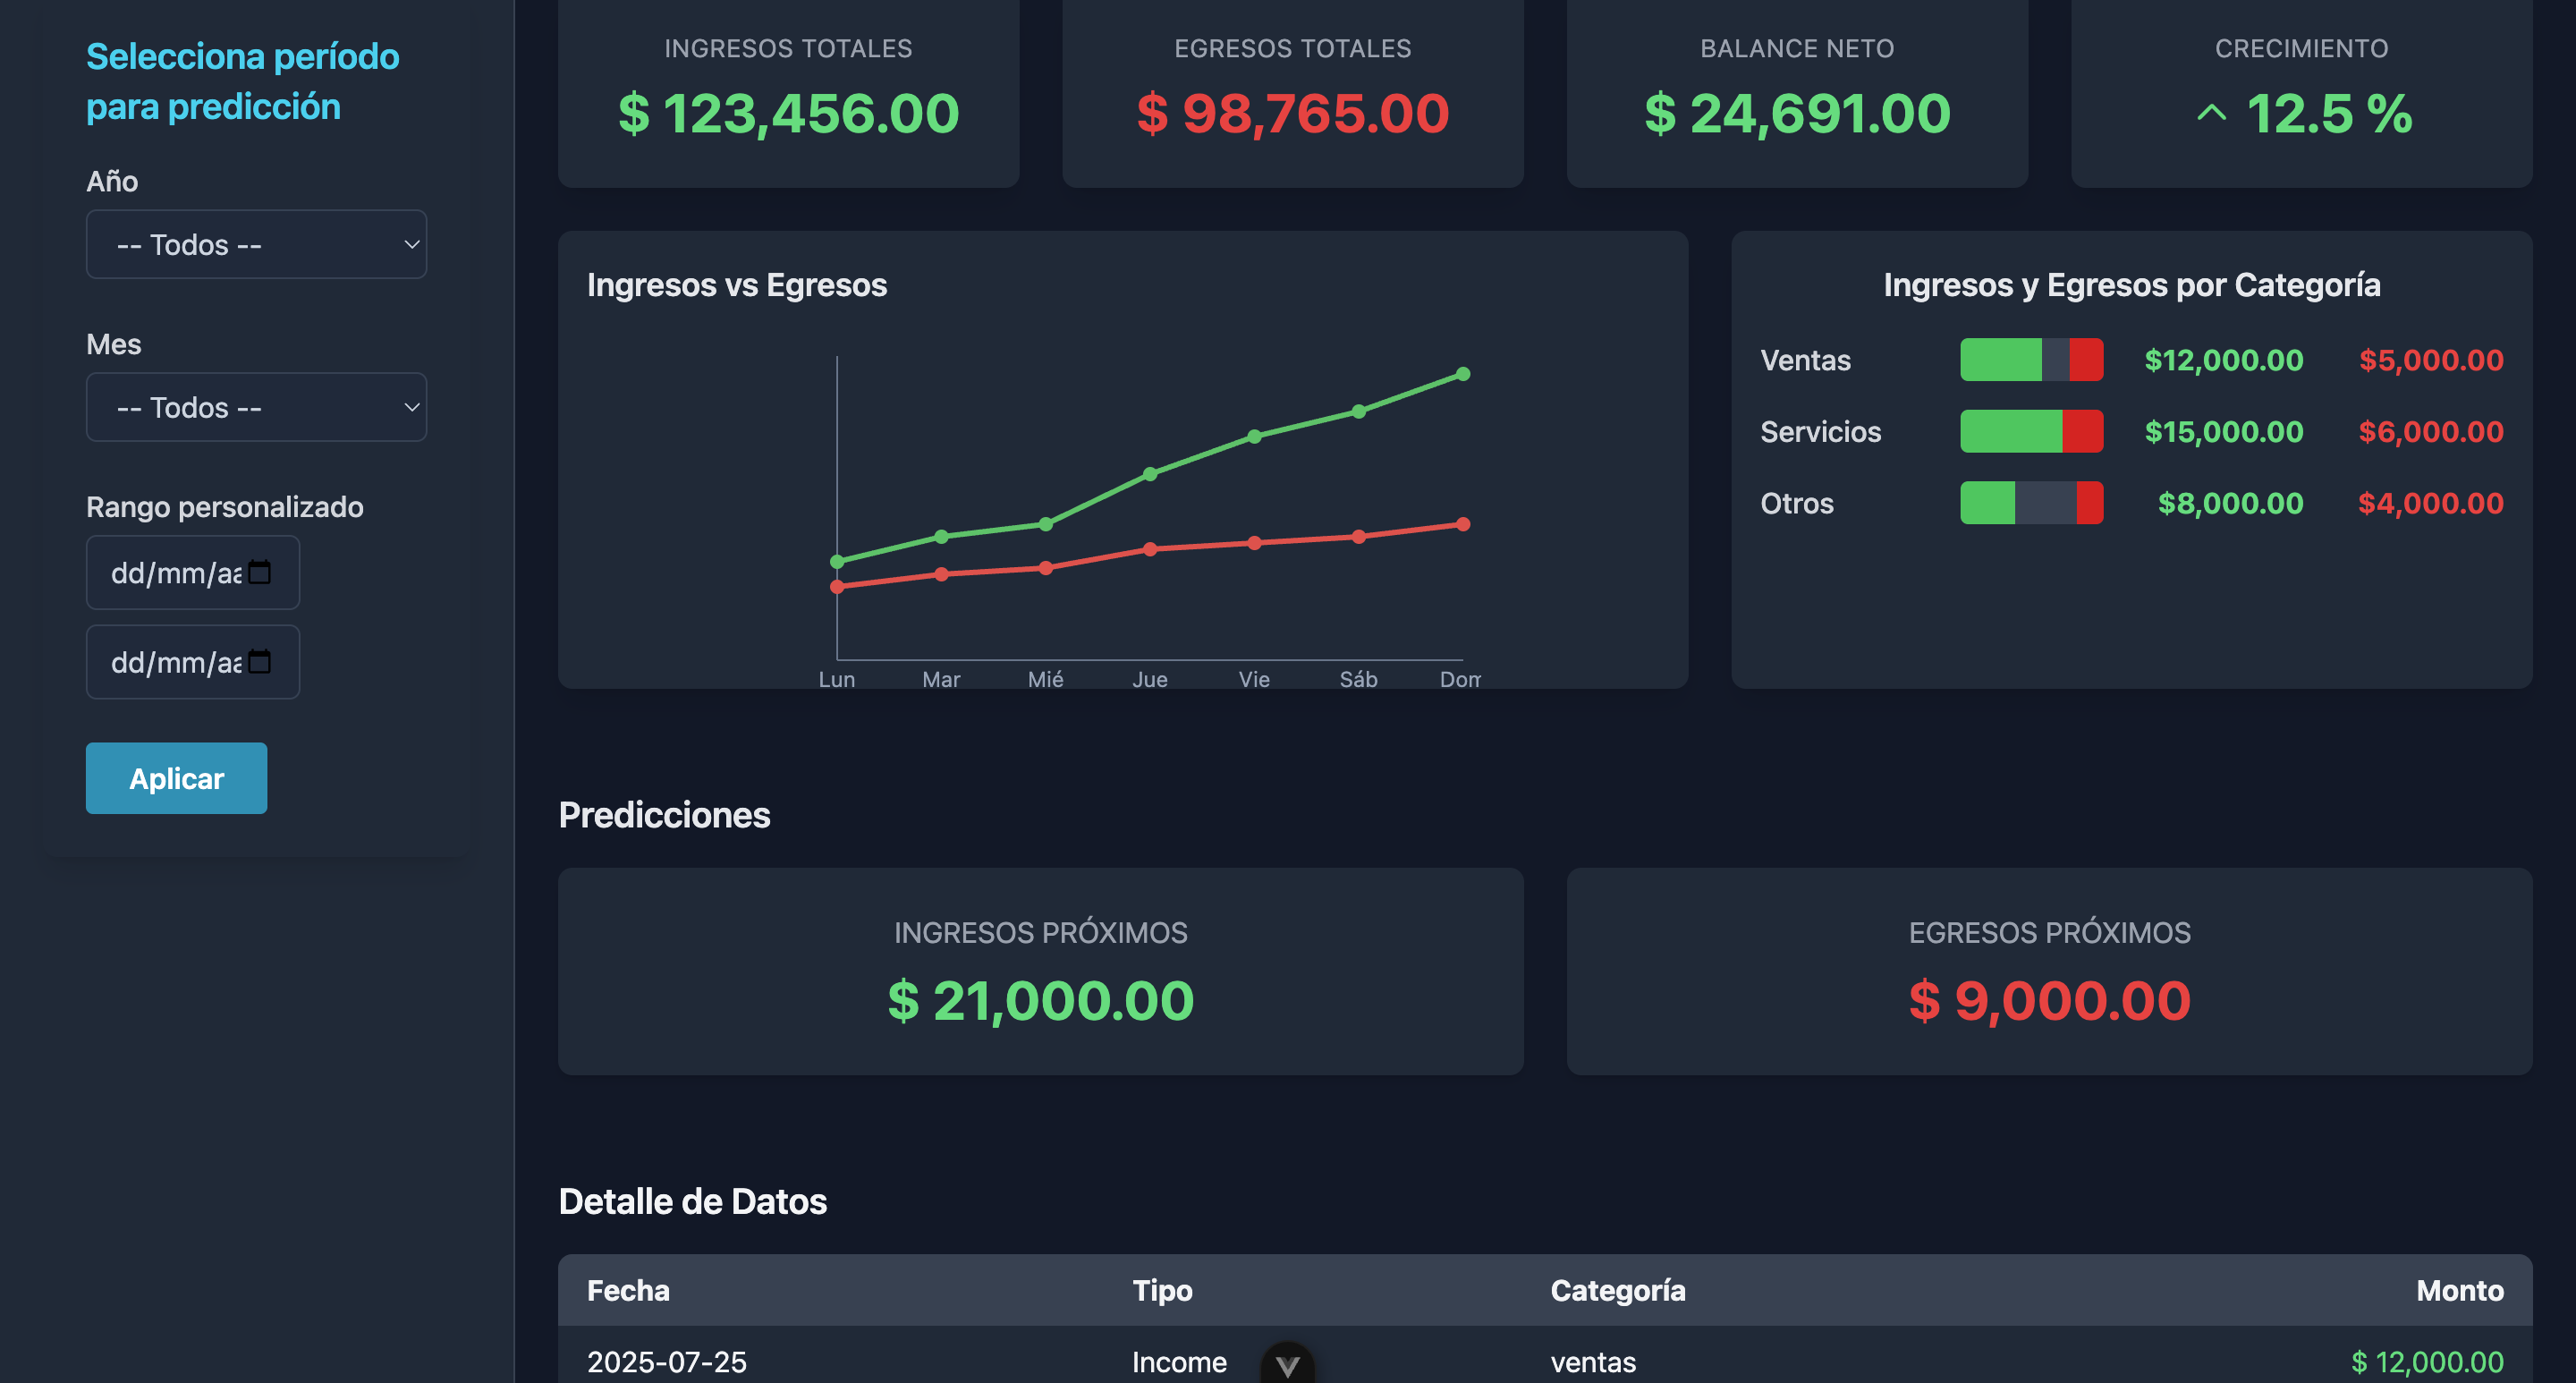 Selecciona período
para predicción
Año
-- Todos --
Mes
-- Todos --
Rango personalizado
dd/mm/aa
dd/mm/aa
Aplicar
INGRESOS TOTALES
$ 123,456.00
EGRESOS TOTALES
$ 98,765.00
BALANCE NETO
$ 24,691.00
CRECIMIENTO
12.5 %
Ingresos vs Egresos
Lun Mar Mié Jue Vie Sáb Dom
Ingresos y Egresos por Categoría
Ventas $12,000.00 $5,000.00
Servicios $15,000.00 $6,000.00
Otros $8,000.00 $4,000.00
Predicciones
INGRESOS PRÓXIMOS
$ 21,000.00
EGRESOS PRÓXIMOS
$ 9,000.00
Detalle de Datos
Fecha Tipo Categoría Monto
2025-07-25 Income ventas $ 12,000.00